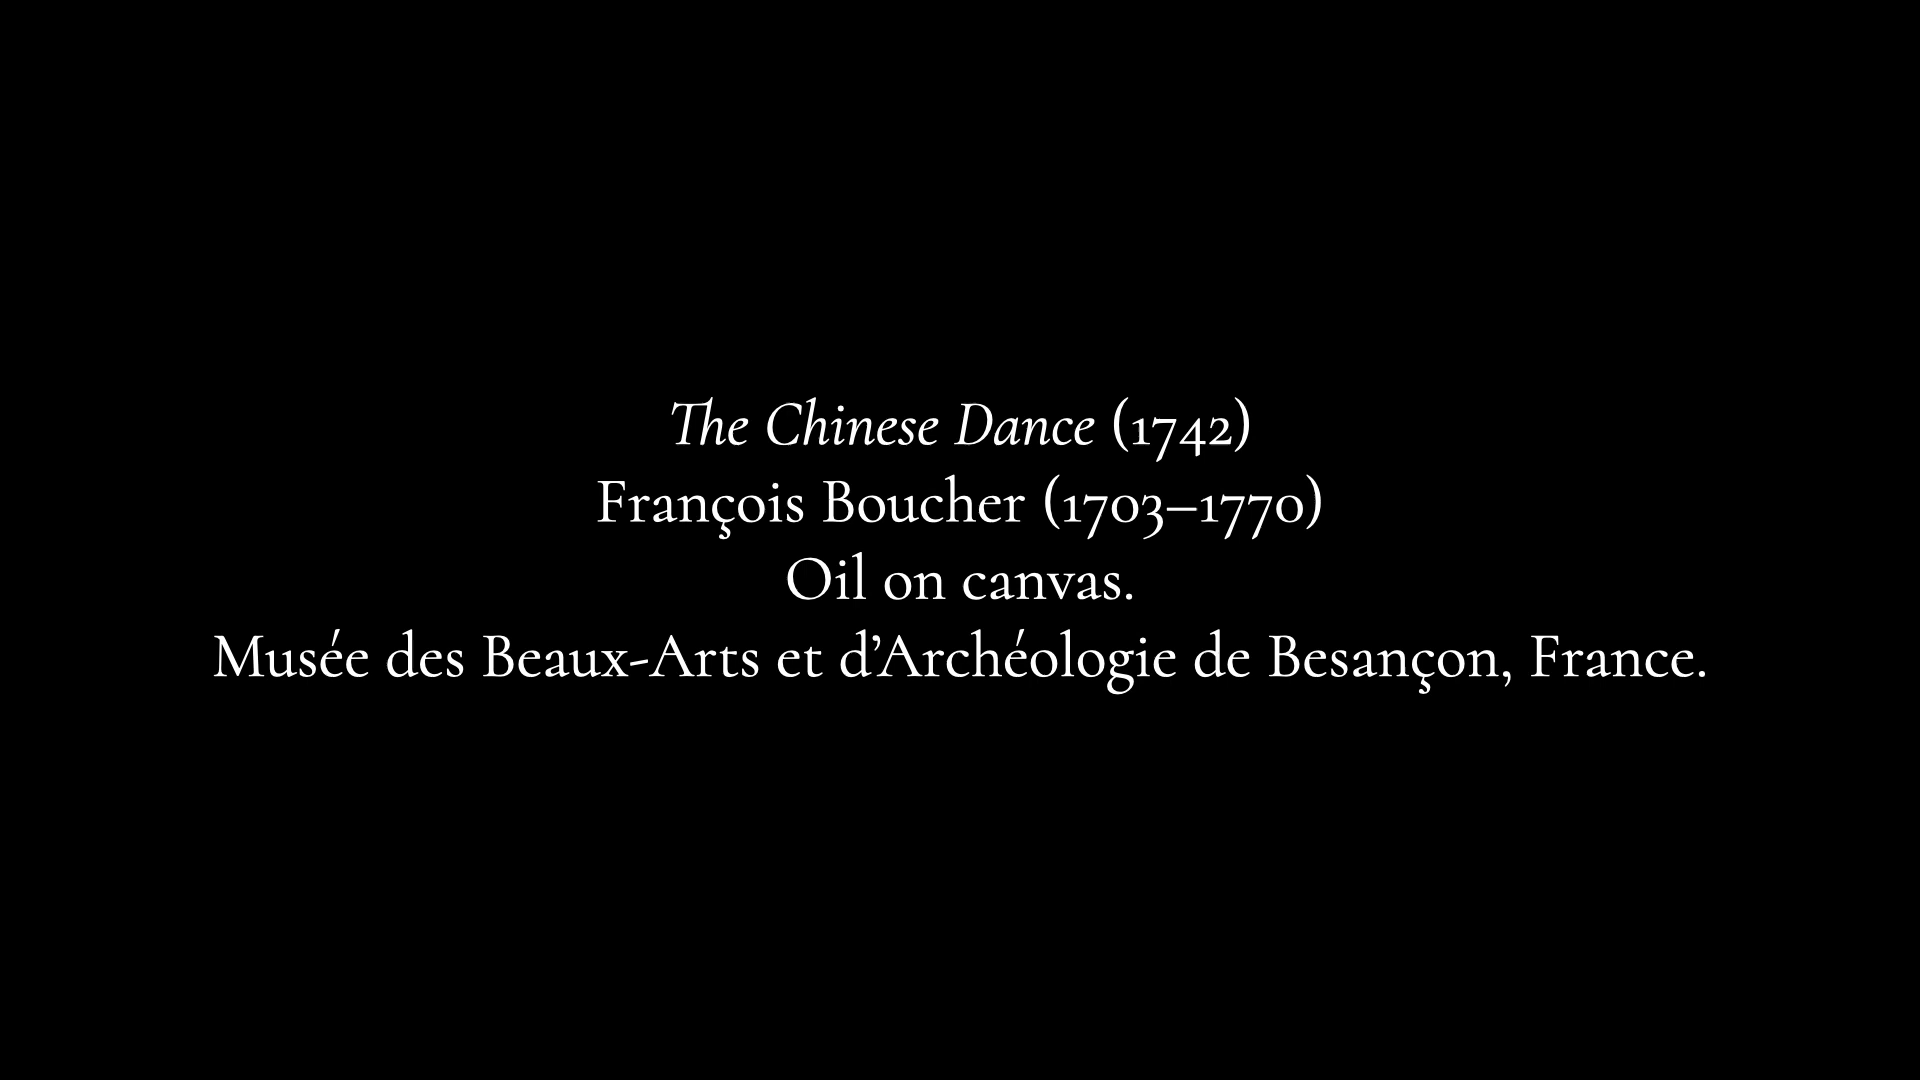 The Chinese Dance (1742)
François Boucher (1703–1770)
Oil on canvas.
Musée des Beaux-Arts et d’Archéologie de Besançon, France.